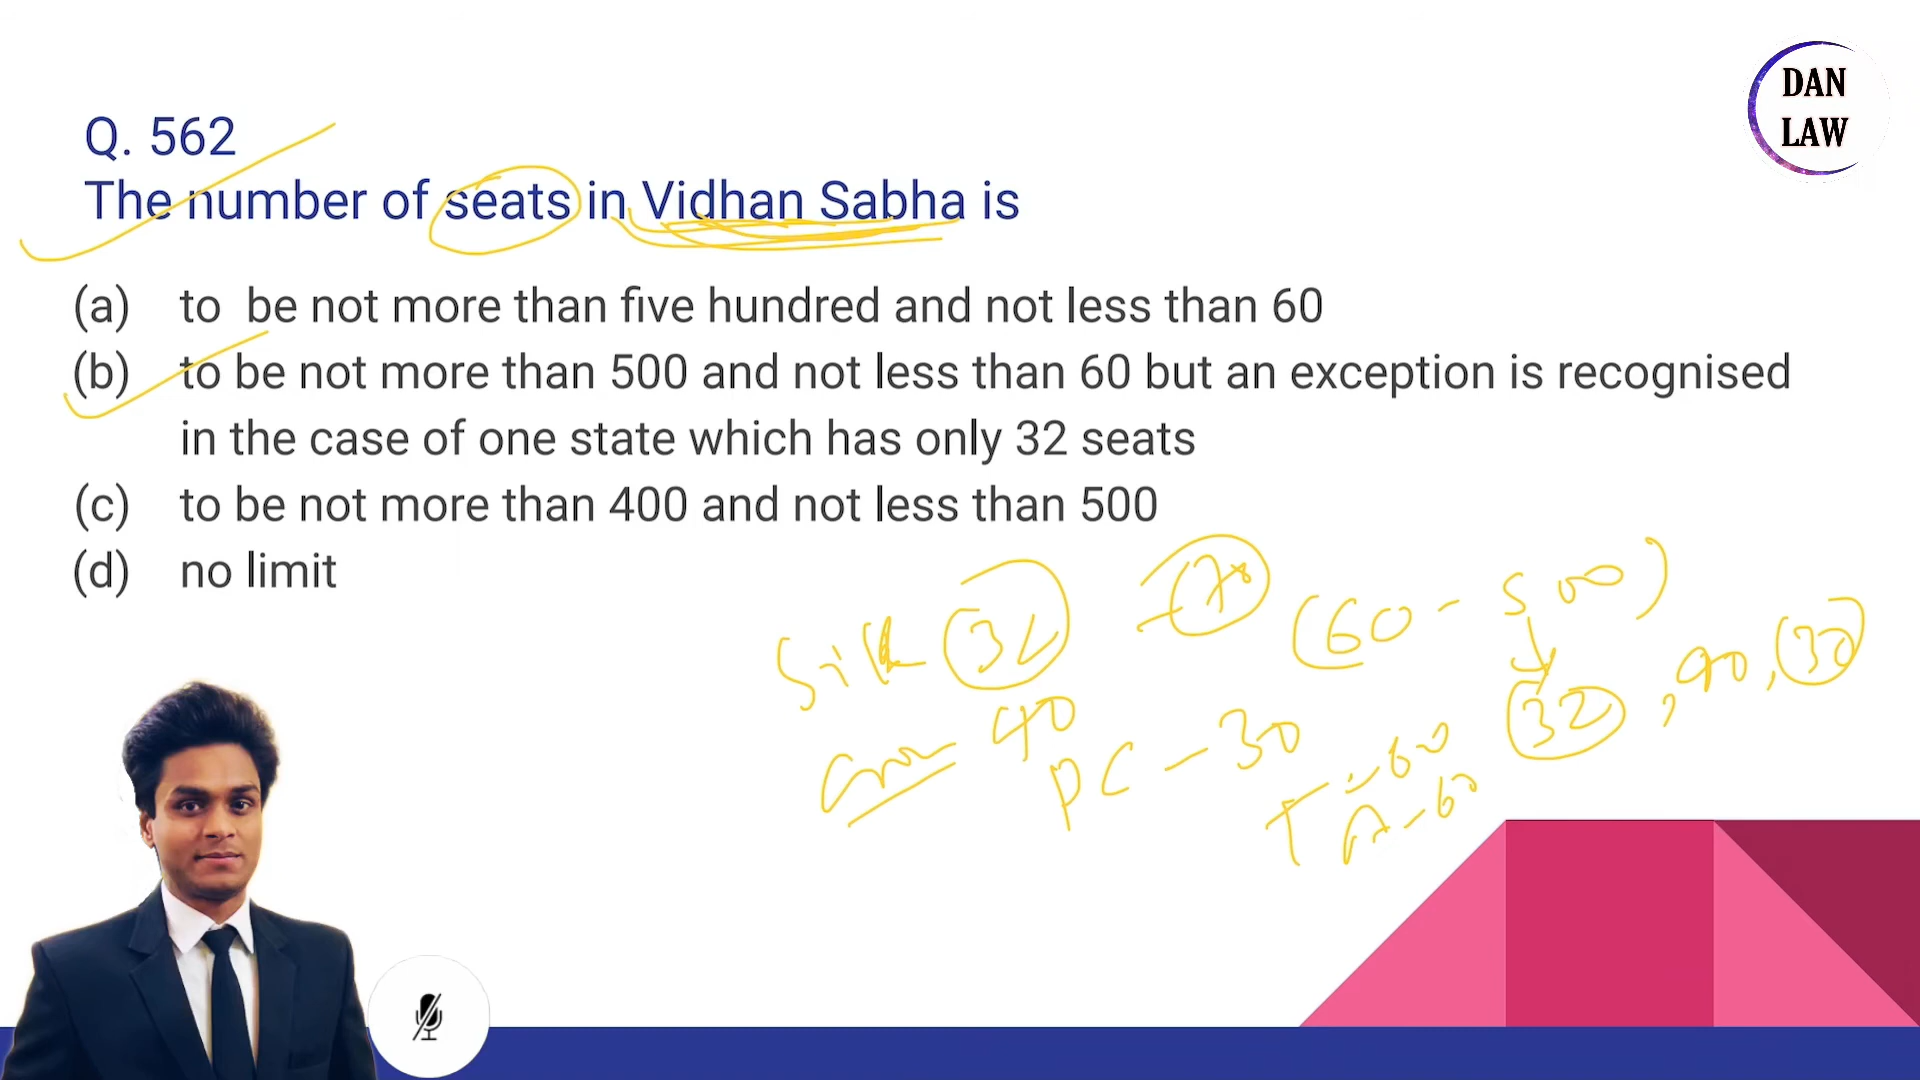 DAN
LAW
Q. 562
The number of seats in Vidhan Sabha is
(a) to be not more than five hundred and not less than 60
(b) to be not more than 500 and not less than 60 but an exception is recognised
in the case of one state which has only 32 seats
(c) to be not more than 400 and not less than 500
(d) no limit
32
(60 - 500)
32
40
PC - 30
T - 60
A - 60